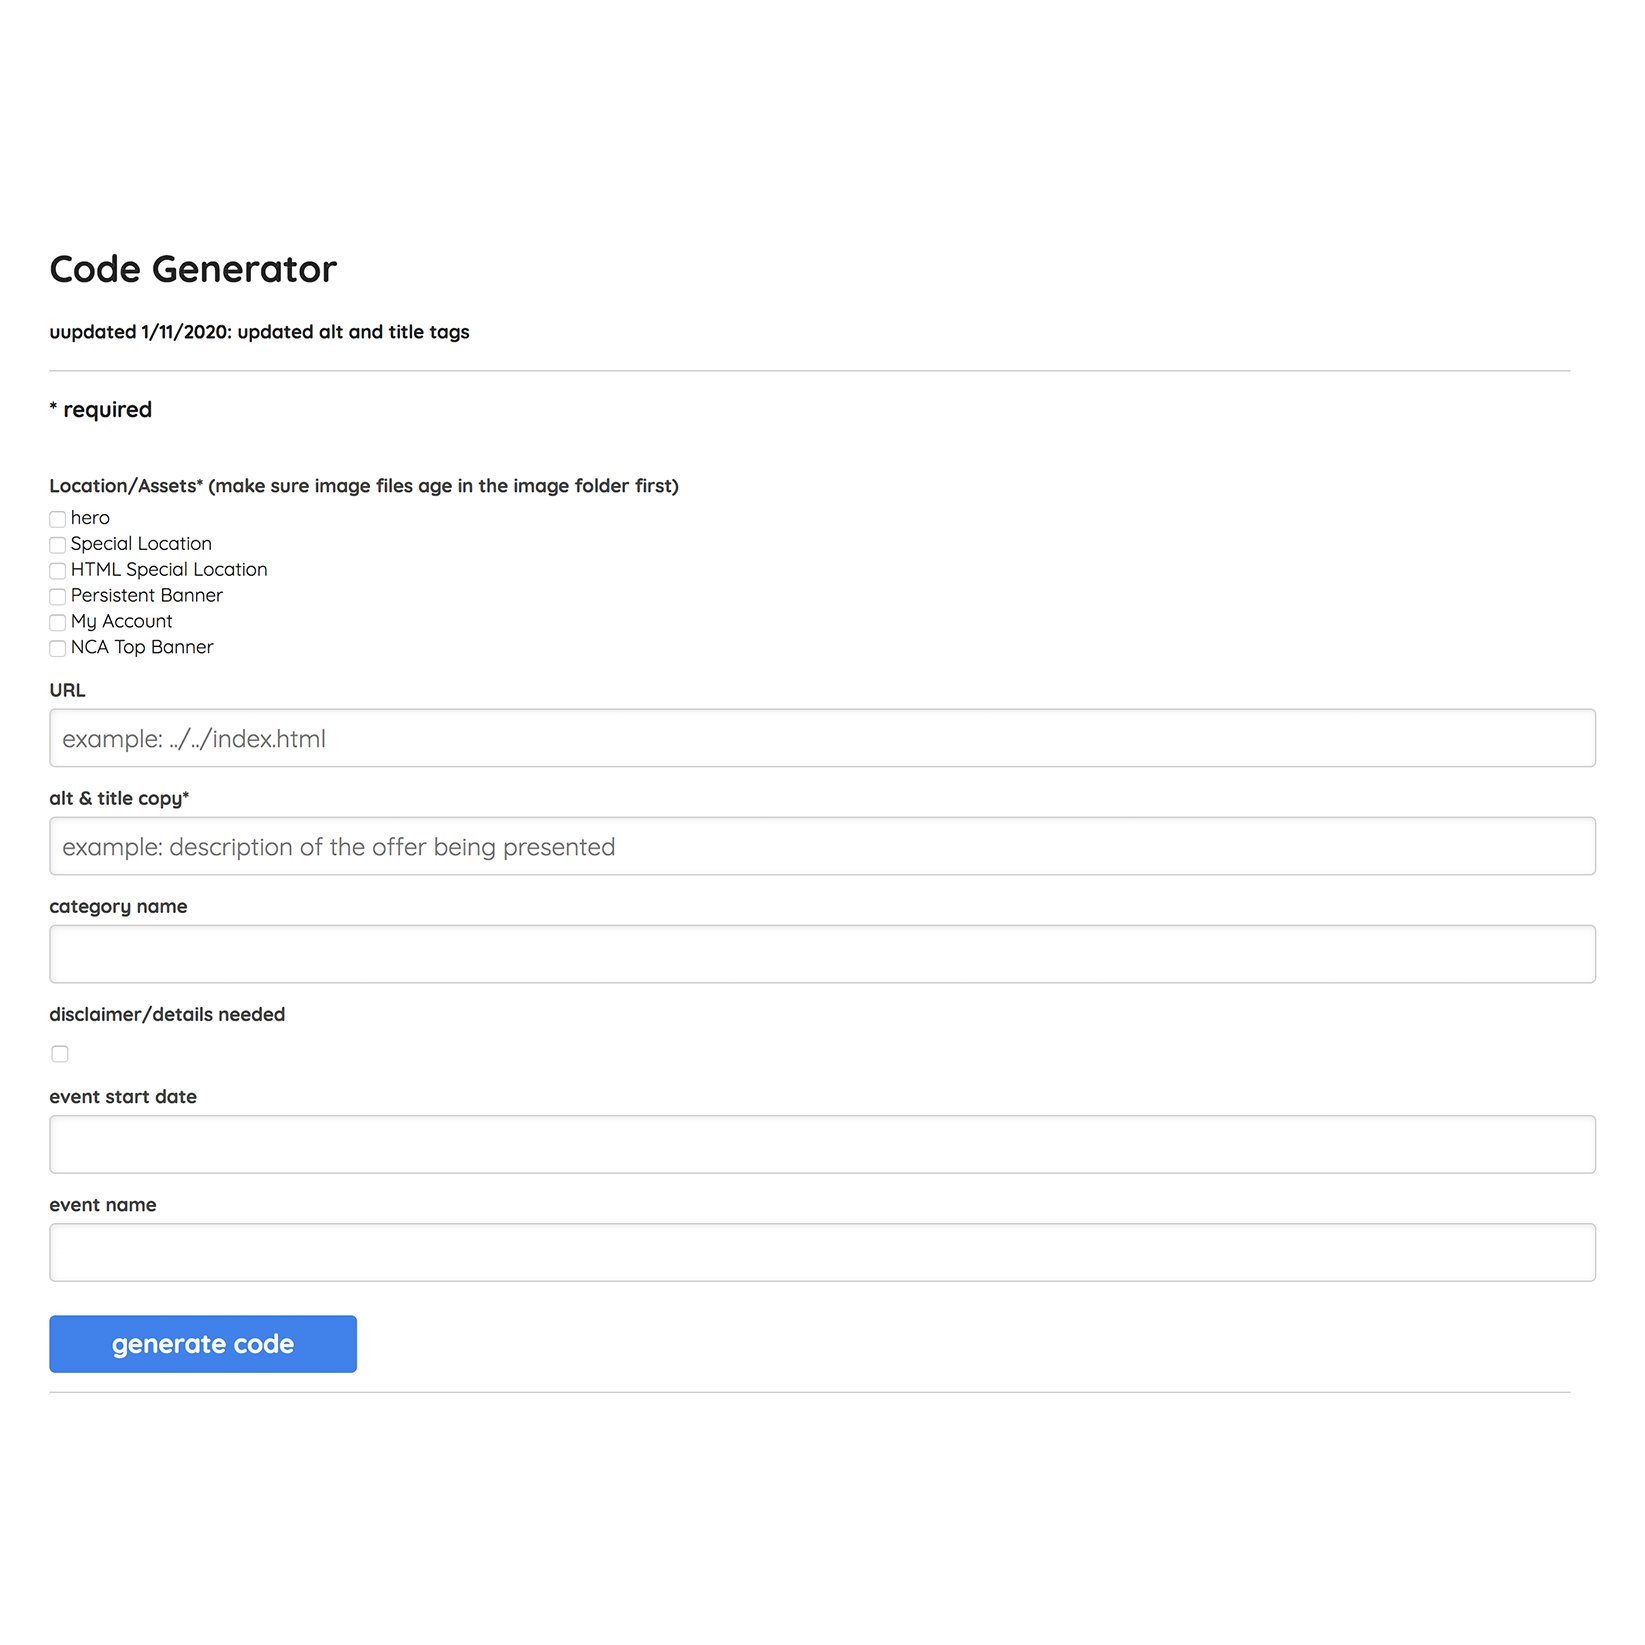 Code Generator
uupdated 1/11/2020: updated alt and title tags
* required
Location/Assets* (make sure image files age in the image folder first)
hero
Special Location
HTML Special Location
Persistent Banner
My Account
NCA Top Banner
URL
example: ../../index.html
alt & title copy*
example: description of the offer being presented
category name
disclaimer/details needed
event start date
event name
generate code